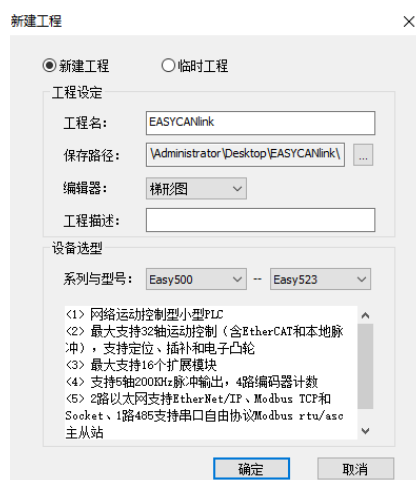 新建工程
新建工程 临时工程
工程设定
工程名: EASYCANlink
保存路径: \Administrator\Desktop\EASYCANlink\ ...
编辑器: 梯形图
工程描述:
设备选型
系列与型号: Easy500 -- Easy523
<1> 网络运动控制型小型PLC
<2> 最大支持32轴运动控制（含EtherCAT和本地脉
冲），支持定位、插补和电子凸轮
<3> 最大支持16个扩展模块
<4> 支持5轴200KHz脉冲输出，4路编码器计数
<5> 2路以太网支持EtherNet/IP、Modbus TCP和
Socket、1路485支持串口自由协议Modbus rtu/asc
主从站
确定 取消